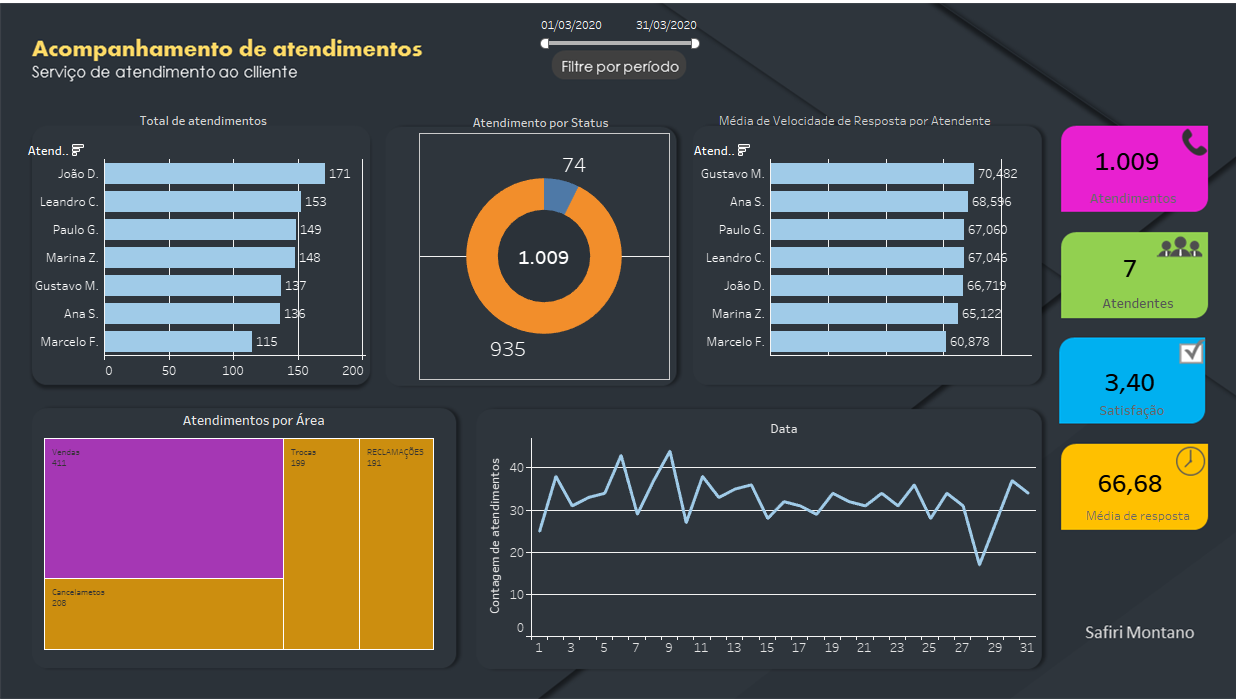 01/03/2020 31/03/2020
Filtre por período
Acompanhamento de atendimentos
Serviço de atendimento ao clliente
Total de atendimentos
Atend..
João D. 171
Leandro C. 153
Paulo G. 149
Marina Z. 148
Gustavo M. 137
Ana S. 136
Marcelo F. 115
0 50 100 150 200
Atendimento por Status
74
1.009
935
Média de Velocidade de Resposta por Atendente
Atend..
Gustavo M. 70,482
Ana S. 68,596
Paulo G. 67,060
Leandro C. 67,046
João D. 66,719
Marina Z. 65,122
Marcelo F. 60,878
1.009
Atendimentos
7
Atendentes
3,40
Satisfação
66,68
Média de resposta
Atendimentos por Área
Vendas
411
Trocas
199
RECLAMAÇÕES
191
Cancelametos
208
Data
Contagem de atendimentos
40
30
20
10
0
1 3 5 7 9 11 13 15 17 19 21 23 25 27 29 31
Safiri Montano